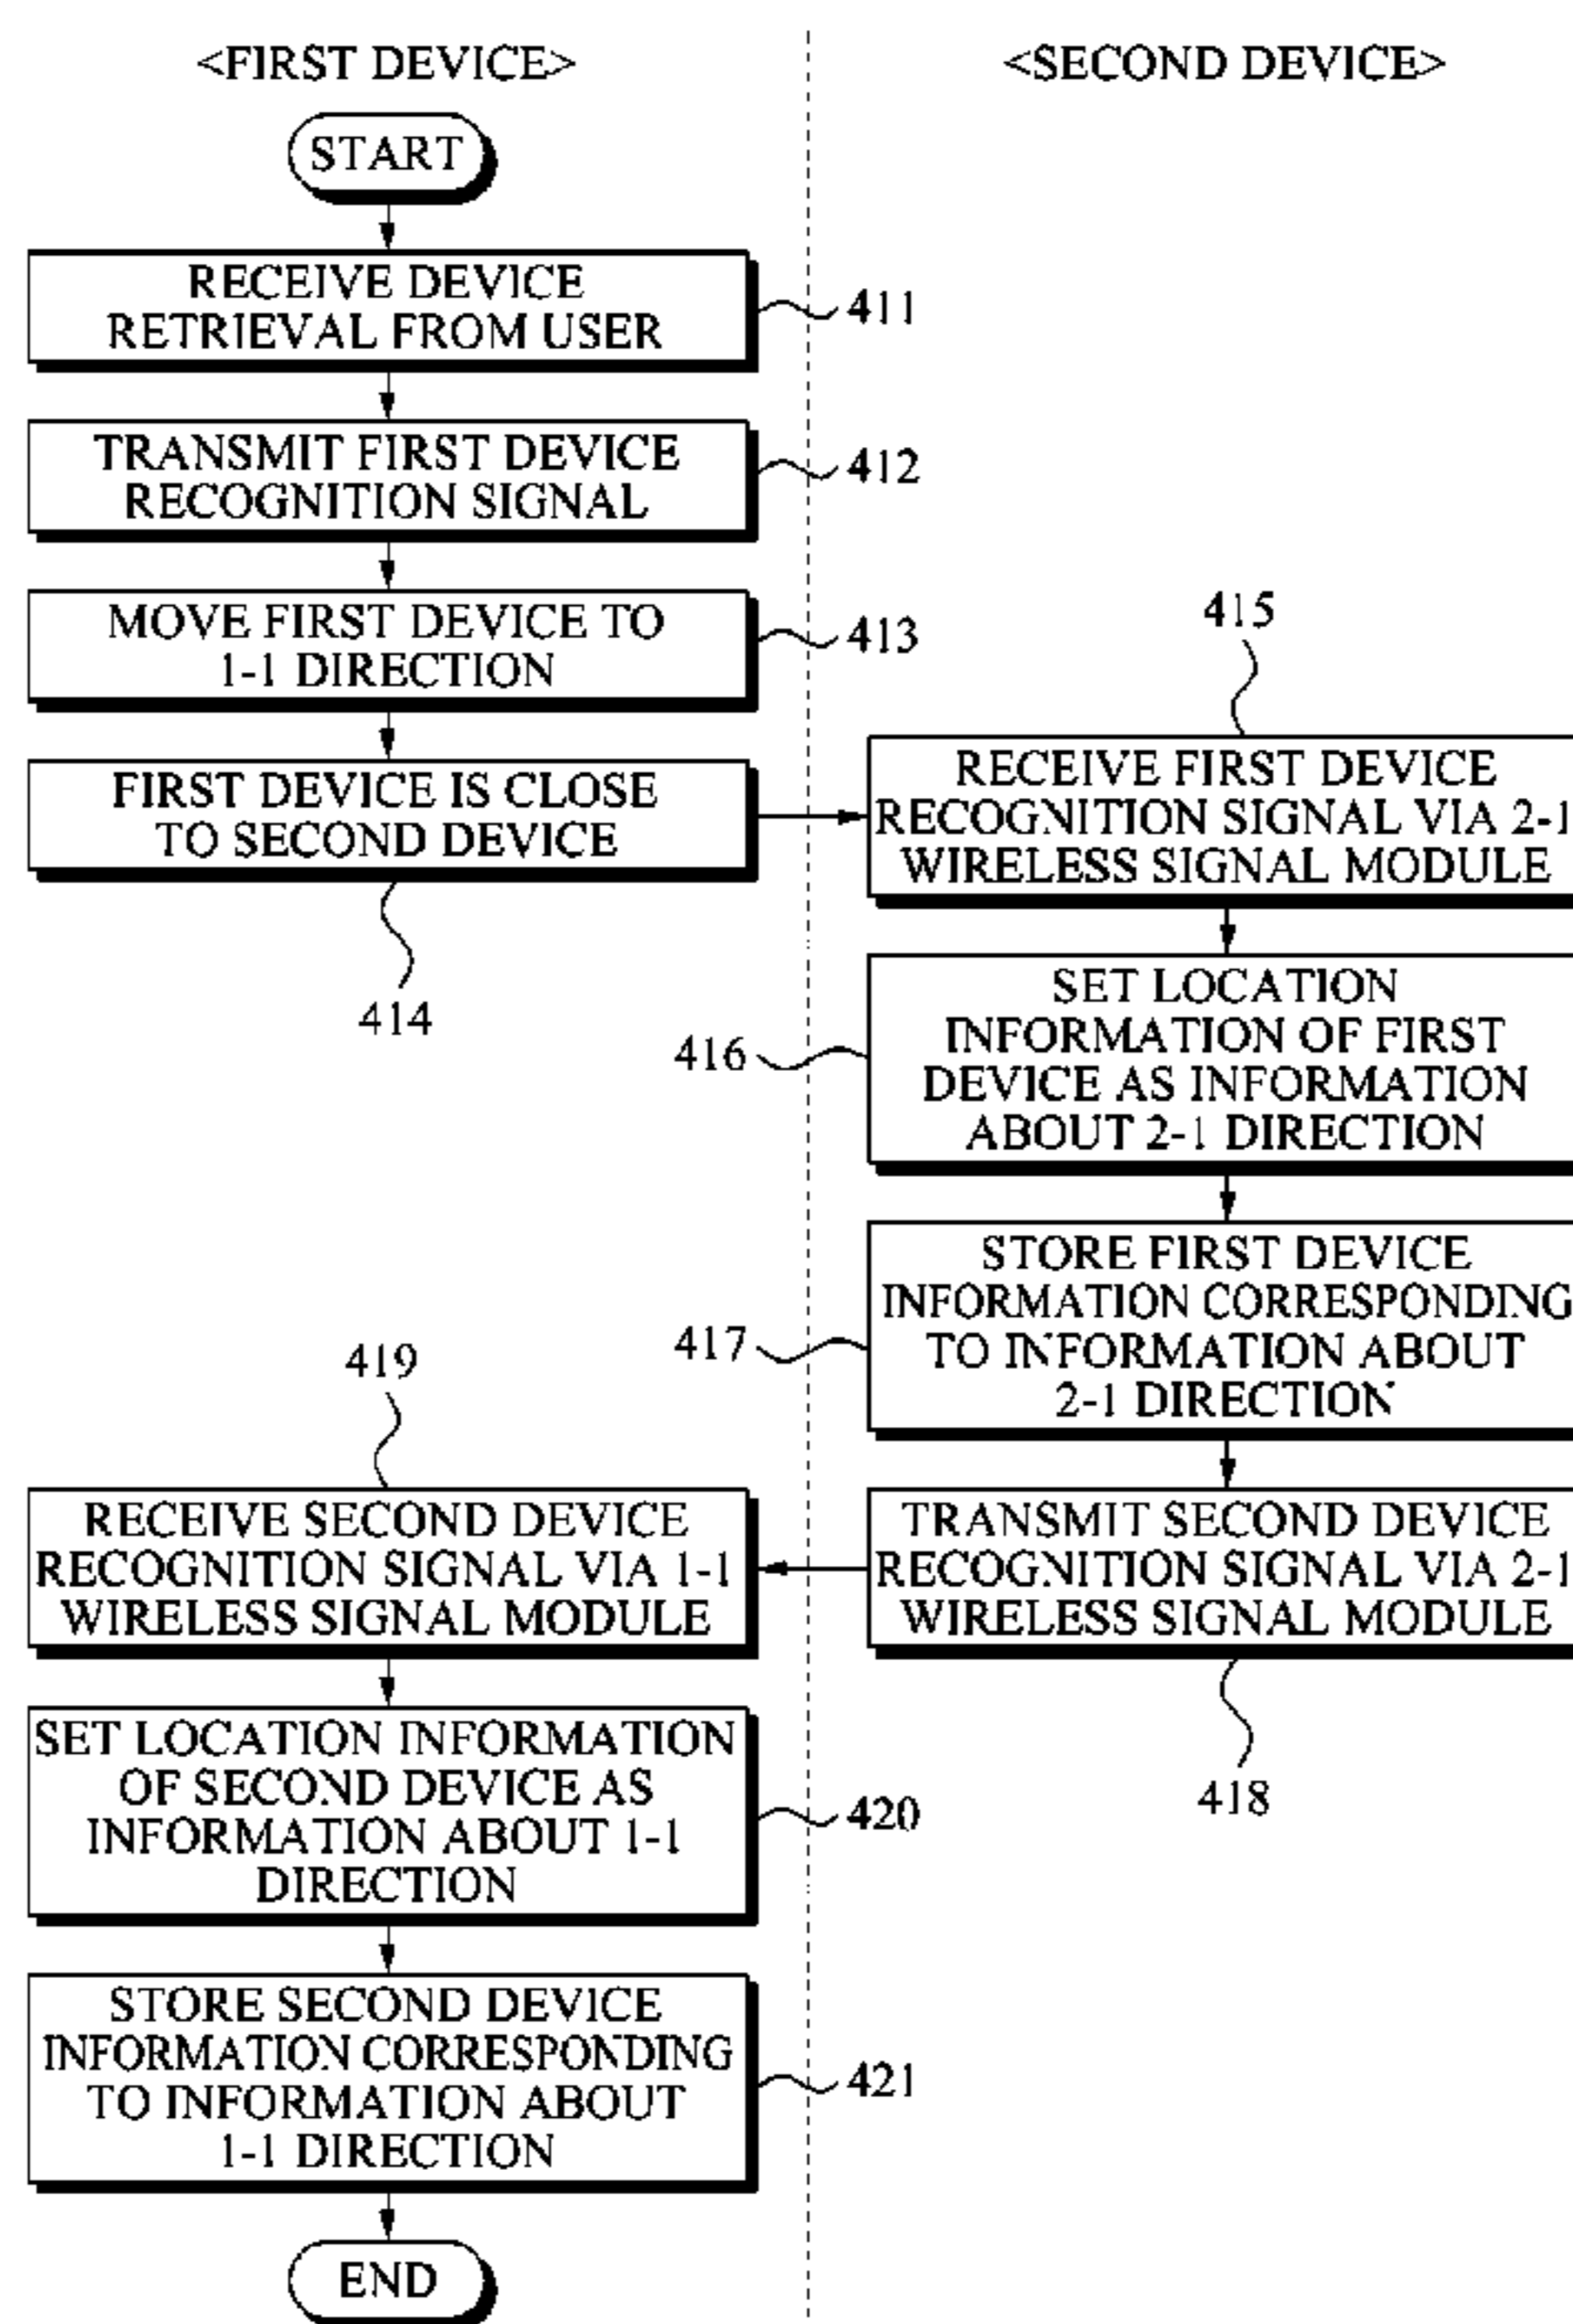 <FIRST DEVICE>
<SECOND DEVICE>
START
RECEIVE DEVICE
RETRIEVAL FROM USER
411
TRANSMIT FIRST DEVICE
RECOGNITION SIGNAL
412
MOVE FIRST DEVICE TO
1-1 DIRECTION
413
FIRST DEVICE IS CLOSE
TO SECOND DEVICE
414
415
RECEIVE FIRST DEVICE
RECOGNITION SIGNAL VIA 2-1
WIRELESS SIGNAL MODULE
SET LOCATION
INFORMATION OF FIRST
DEVICE AS INFORMATION
ABOUT 2-1 DIRECTION
416
STORE FIRST DEVICE
INFORMATION CORRESPONDING
TO INFORMATION ABOUT
2-1 DIRECTION
417
TRANSMIT SECOND DEVICE
RECOGNITION SIGNAL VIA 2-1
WIRELESS SIGNAL MODULE
418
419
RECEIVE SECOND DEVICE
RECOGNITION SIGNAL VIA 1-1
WIRELESS SIGNAL MODULE
SET LOCATION INFORMATION
OF SECOND DEVICE AS
INFORMATION ABOUT 1-1
DIRECTION
420
STORE SECOND DEVICE
INFORMATION CORRESPONDING
TO INFORMATION ABOUT
1-1 DIRECTION
421
END